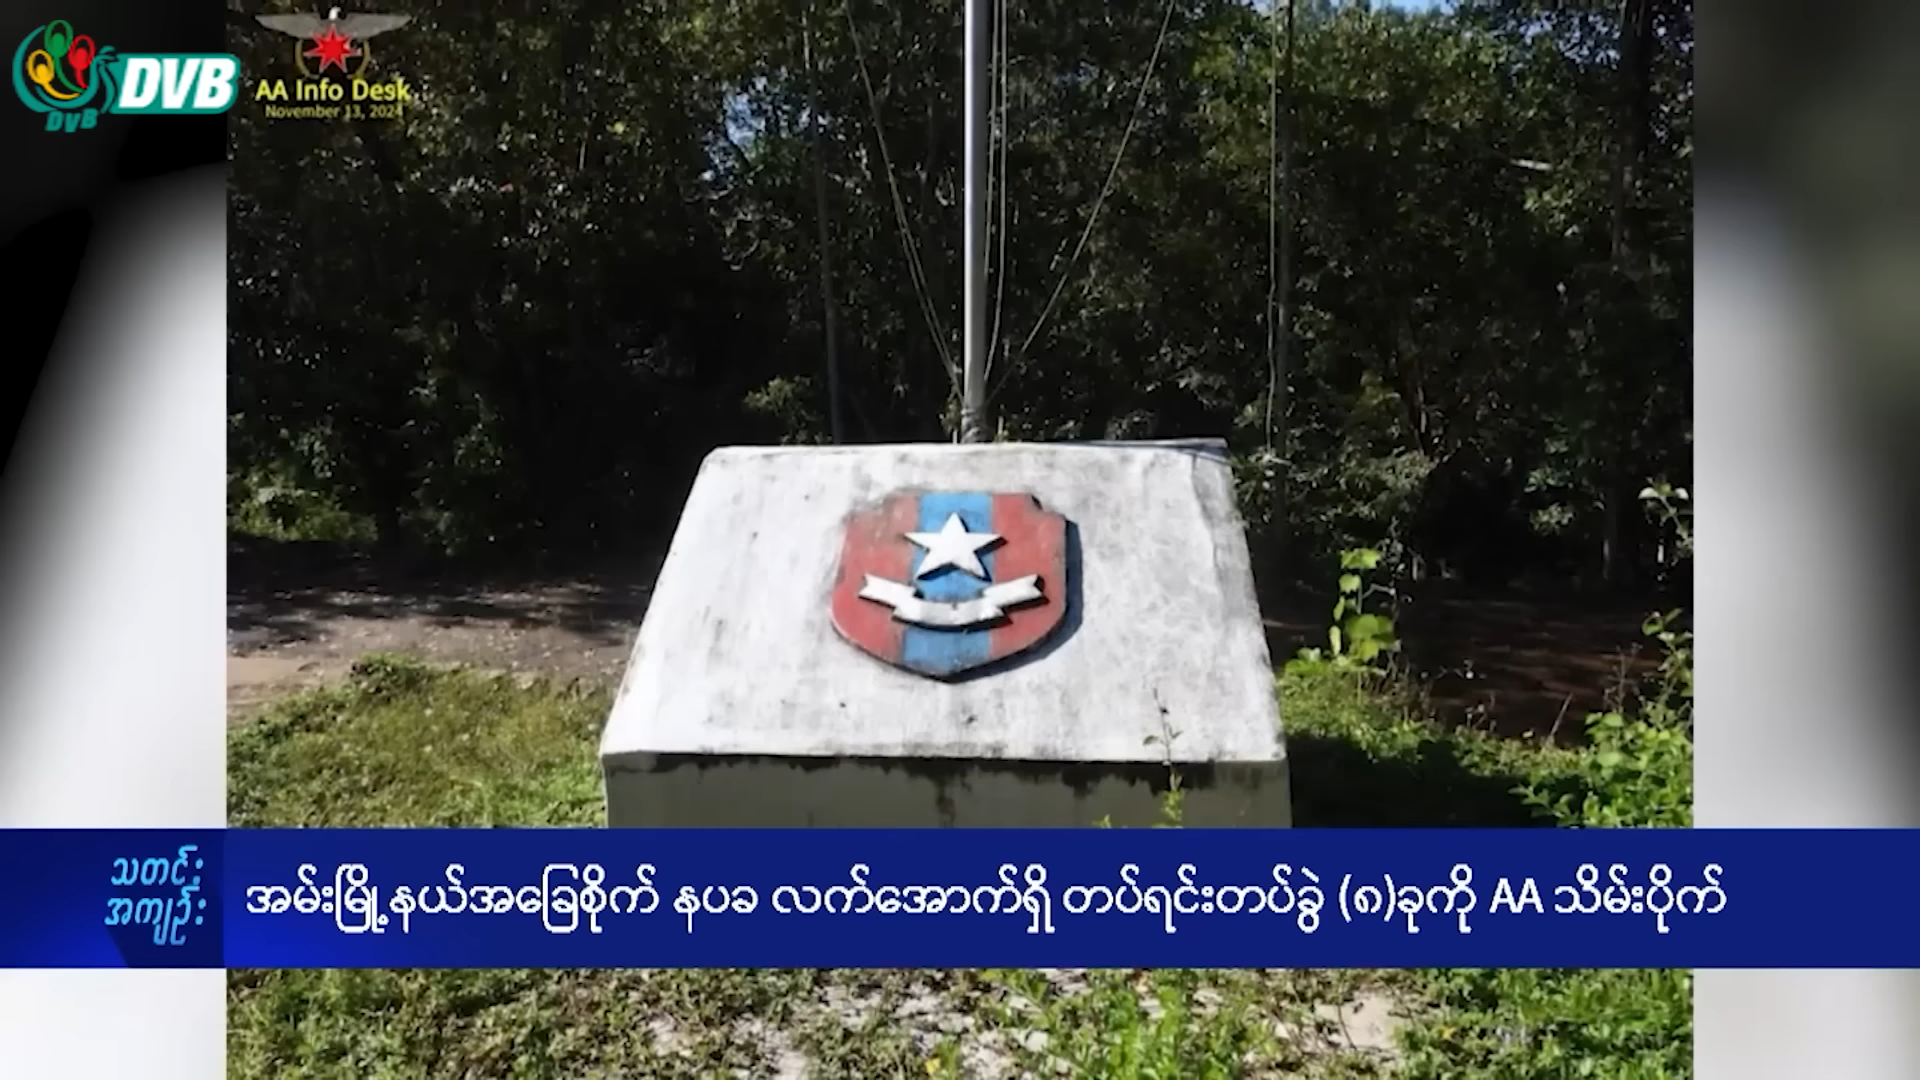 DVB
DVB
AA Info Desk
November 13, 2024
သတင်း
အကျဉ်း
အမ်းမြို့နယ်အခြေစိုက် နပခ လက်အောက်ရှိ တပ်ရင်းတပ်ခွဲ (၈)ခုကို AA သိမ်းပိုက်